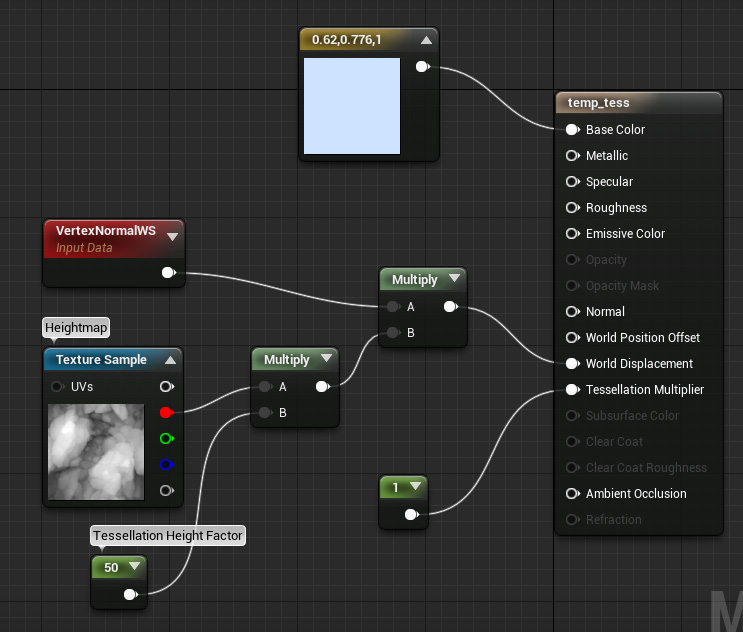 0.62,0.776,1
temp_tess
Base Color
Metallic
Specular
Roughness
Emissive Color
Opacity
Opacity Mask
Normal
World Position Offset
World Displacement
Tessellation Multiplier
Subsurface Color
Clear Coat
Clear Coat Roughness
Ambient Occlusion
Refraction
VertexNormalWS
Input Data
Multiply
A
B
Heightmap
Texture Sample
UVs
Multiply
A
B
1
Tessellation Height Factor
50
M